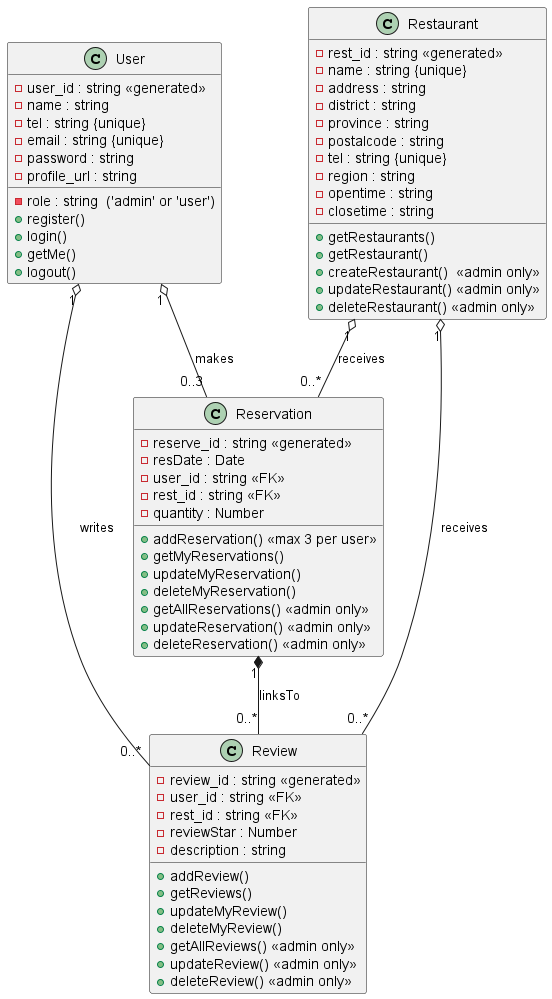 C User
user_id : string «generated»
name : string
tel : string {unique}
email : string {unique}
password : string
profile_url : string
role : string  ('admin' or 'user')
register()
login()
getMe()
logout()
C Restaurant
rest_id : string «generated»
name : string {unique}
address : string
district : string
province : string
postalcode : string
tel : string {unique}
region : string
opentime : string
closetime : string
getRestaurants()
getRestaurant()
createRestaurant()  «admin only»
updateRestaurant() «admin only»
deleteRestaurant() «admin only»
1
1
1
1
makes
receives
0..3
0..*
C Reservation
reserve_id : string «generated»
resDate : Date
user_id : string «FK»
rest_id : string «FK»
quantity : Number
addReservation() «max 3 per user»
getMyReservations()
updateMyReservation()
deleteMyReservation()
getAllReservations() «admin only»
updateReservation() «admin only»
deleteReservation() «admin only»
writes
receives
1
linksTo
0..*
0..*
0..*
C Review
review_id : string «generated»
user_id : string «FK»
rest_id : string «FK»
reviewStar : Number
description : string
addReview()
getReviews()
updateMyReview()
deleteMyReview()
getAllReviews() «admin only»
updateReview() «admin only»
deleteReview() «admin only»